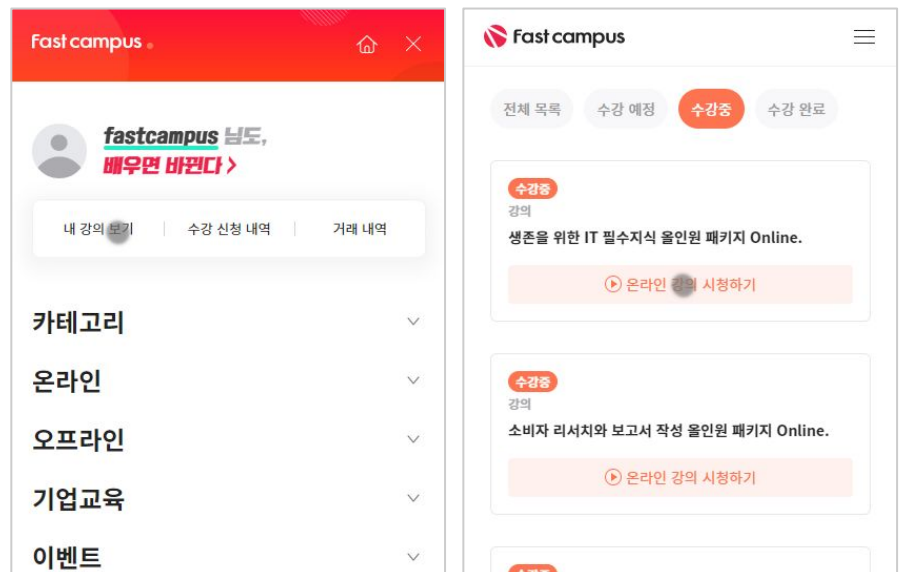 Fast campus
fastcampus 님도,
배우면 바뀐다 >
내 강의 보기
수강 신청 내역
거래 내역
카테고리
온라인
오프라인
기업교육
이벤트
Fast campus
전체 목록
수강 예정
수강중
수강 완료
수강중
강의
생존을 위한 IT 필수지식 올인원 패키지 Online.
온라인 강의 시청하기
수강중
강의
소비자 리서치와 보고서 작성 올인원 패키지 Online.
온라인 강의 시청하기
수강중